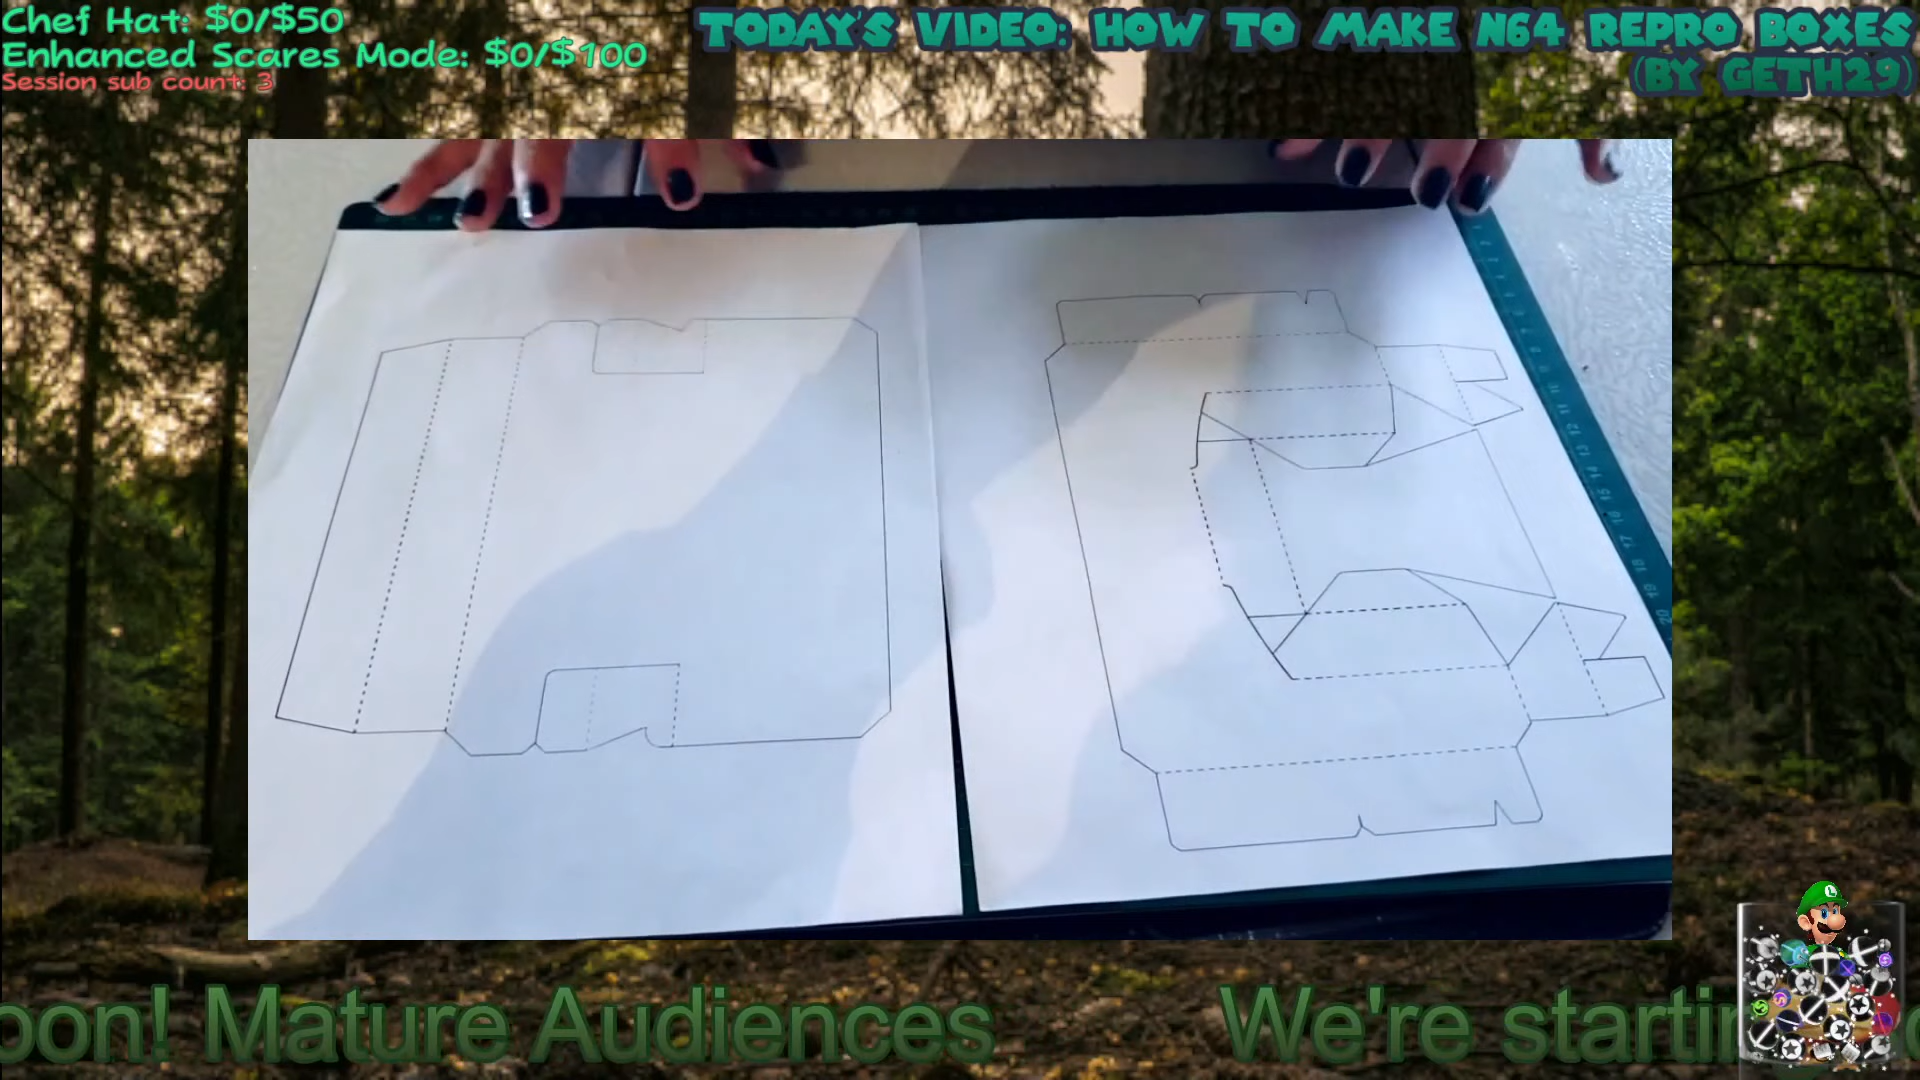 Chef Hat: $0/$50
Enhanced Scares Mode: $0/$100
Session sub count: 3
TODAY'S VIDEO: HOW TO MAKE N64 REPRO BOXES
(BY GETH29)
oon! Mature Audiences We're startin